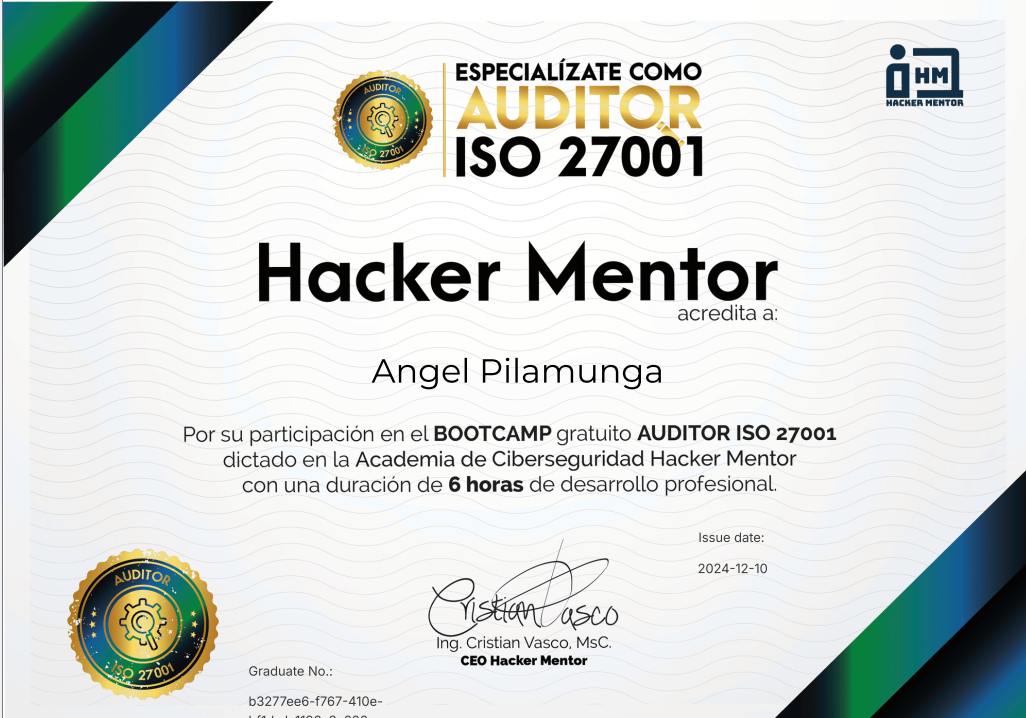 ESPECIALÍZATE COMO
AUDITOR
ISO 27001
AUDITOR
ISO 27001
HM
HACKER MENTOR
Hacker Mentor
acredita a:
Angel Pilamunga
Por su participación en el BOOTCAMP gratuito AUDITOR ISO 27001
dictado en la Academia de Ciberseguridad Hacker Mentor
con una duración de 6 horas de desarrollo profesional.
Issue date:
2024-12-10
AUDITOR
ISO 27001
Cristian Vasco
Ing. Cristian Vasco, MsC.
CEO Hacker Mentor
Graduate No.:
b3277ee6-f767-410e-